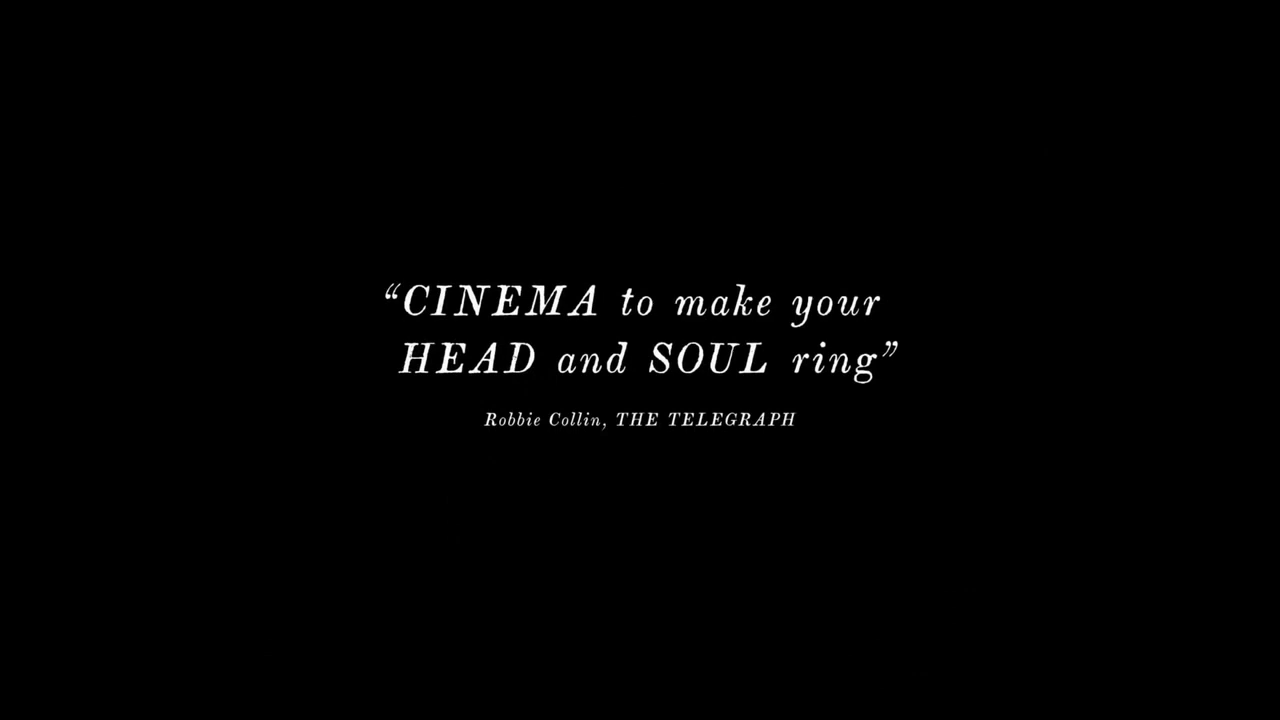 “CINEMA to make your
HEAD and SOUL ring”
Robbie Collin, THE TELEGRAPH